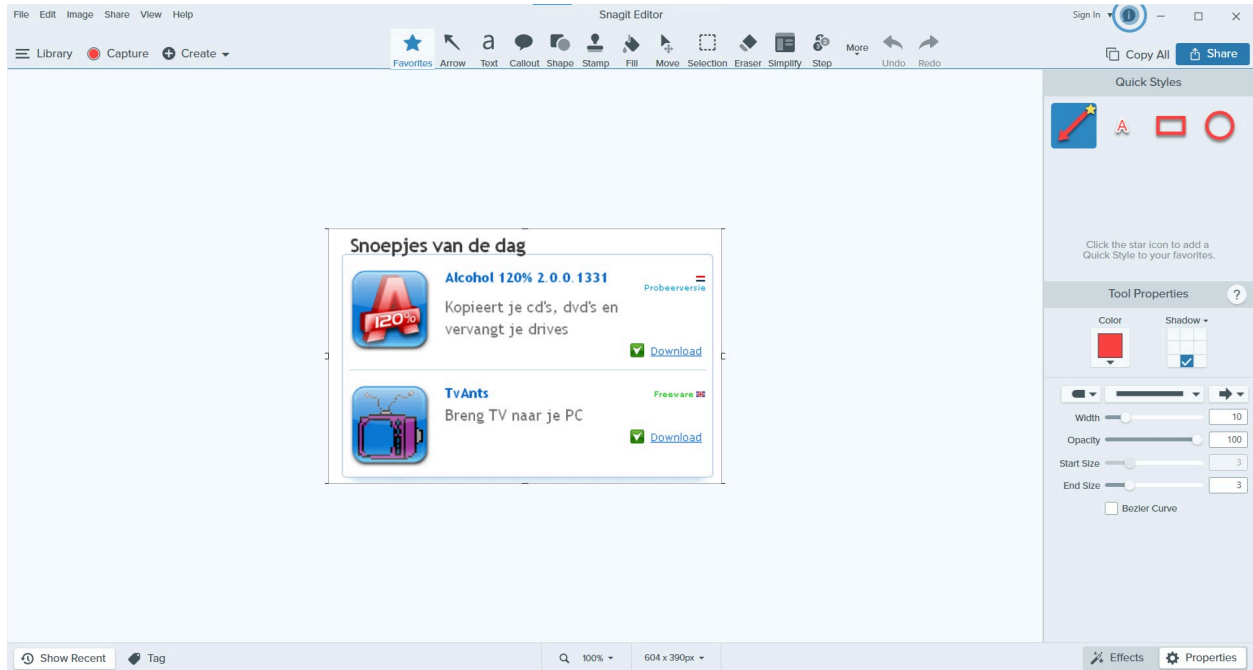 File Edit Image Share View Help
Snagit Editor
Sign In
Library Capture Create
Favorites Arrow Text Callout Shape Stamp Fill Move Selection Eraser Simplify Step More Undo Redo
Copy All Share
Quick Styles
A
Click the star icon to add a
Quick Style to your favorites.
Tool Properties ?
Color Shadow
Width 10
Opacity 100
Start Size 3
End Size 3
Bezier Curve
Snoepjes van de dag
120%
Alcohol 120% 2.0.0.1331
Probeerversie
Kopieert je cd's, dvd's en
vervangt je drives
Download
TvAnts
Freeware
Breng TV naar je PC
Download
Show Recent Tag
100% 604 x 390px
Effects Properties